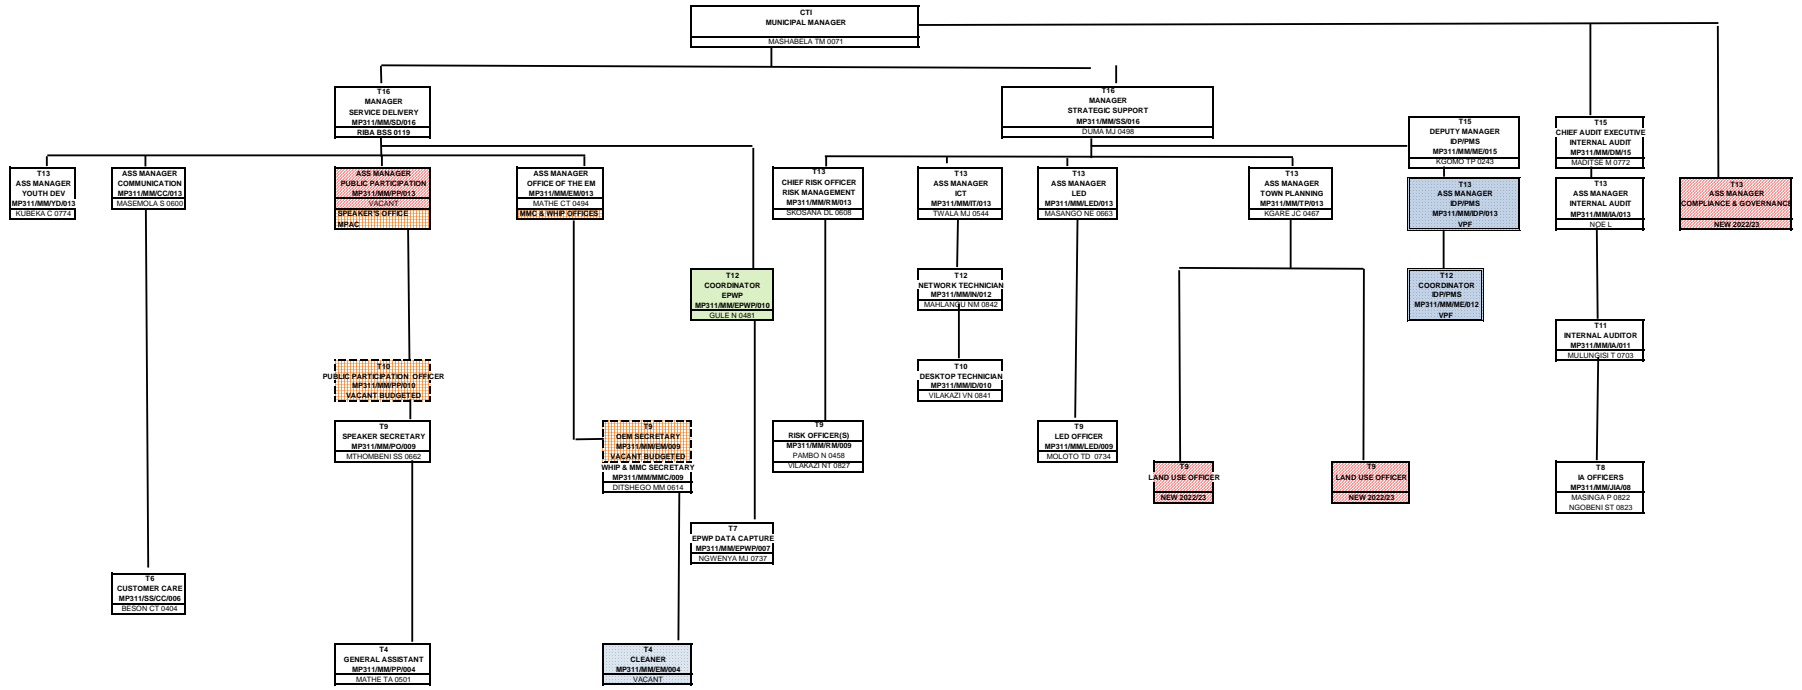 CTI
MUNICIPAL MANAGER
MASHABELA TM 0071
T16
MANAGER
SERVICE DELIVERY
MP311/MM/SD/016
RIBA BSS 0119
T16
MANAGER
STRATEGIC SUPPORT
MP311/MM/SS/016
DUMA MJ 0498
T15
DEPUTY MANAGER
IDP/PMS
MP311/MM/ME/015
KGOMO TP 0243
T15
CHIEF AUDIT EXECUTIVE
INTERNAL AUDIT
MP311/MM/DM/15
MADITSE M 0772
T13
ASS MANAGER
YOUTH DEV
MP311/MM/YD/013
KUBEKA C 0774
ASS MANAGER
COMMUNICATION
MP311/MM/CC/013
MASEMOLA S 0600
ASS MANAGER
PUBLIC PARTICIPATION
MP311/MM/PP/013
VACANT
SPEAKER'S OFFICE
MPAC
ASS MANAGER
OFFICE OF THE EM
MP311/MM/EM/013
MATHE CT 0494
MMC & WHIP OFFICES
T13
CHIEF RISK OFFICER
RISK MANAGEMENT
MP311/MM/RM/013
SKOSANA DL 0608
T13
ASS MANAGER
ICT
MP311/MM/IT/013
TWALA MJ 0544
T13
ASS MANAGER
LED
MP311/MM/LED/013
MASANGO NE 0663
T13
ASS MANAGER
TOWN PLANNING
MP311/MM/TP/013
KGARE JC 0467
T13
ASS MANAGER
IDP/PMS
MP311/MM/IDP/013
VPF
T13
ASS MANAGER
INTERNAL AUDIT
MP311/MM/IA/013
NOE L
T13
ASS MANAGER
COMPLIANCE & GOVERNANCE
NEW 2022/23
T12
COORDINATOR
EPWP
MP311/MM/EPWP/010
GULE N 0481
T12
NETWORK TECHNICIAN
MP311/MM/IN/012
MAHLANGU NM 0842
T12
COORDINATOR
IDP/PMS
MP311/MM/ME/012
VPF
T11
INTERNAL AUDITOR
MP311/MM/IA/011
MULUNGISI T 0703
T10
PUBLIC PARTICIPATION OFFICER
MP311/MM/PP/010
VACANT BUDGETED
T10
DESKTOP TECHNICIAN
MP311/MM/ID/010
VILAKAZI VN 0841
T9
SPEAKER SECRETARY
MP311/MM/PO/009
MTHOMBENI SS 0662
T9
OEM SECRETARY
MP311/MM/EM/009
VACANT BUDGETED
WHIP & MMC SECRETARY
MP311/MM/MMC/009
DITSHEGO MM 0614
T9
RISK OFFICER(S)
MP311/MM/RM/009
PAMBO N 0458
VILAKAZI NT 0827
T9
LED OFFICER
MP311/MM/LED/009
MOLOTO TD 0734
T9
LAND USE OFFICER
NEW 2022/23
T9
LAND USE OFFICER
NEW 2022/23
T8
IA OFFICERS
MP311/MM/JIA/08
MASINGA P 0822
NGOBENI ST 0823
T7
EPWP DATA CAPTURE
MP311/MM/EPWP/007
NGWENYA MJ 0737
T6
CUSTOMER CARE
MP311/SS/CC/006
BESON CT 0404
T4
GENERAL ASSISTANT
MP311/MM/PP/004
MATHE TA 0501
T4
CLEANER
MP311/MM/EM/004
VACANT